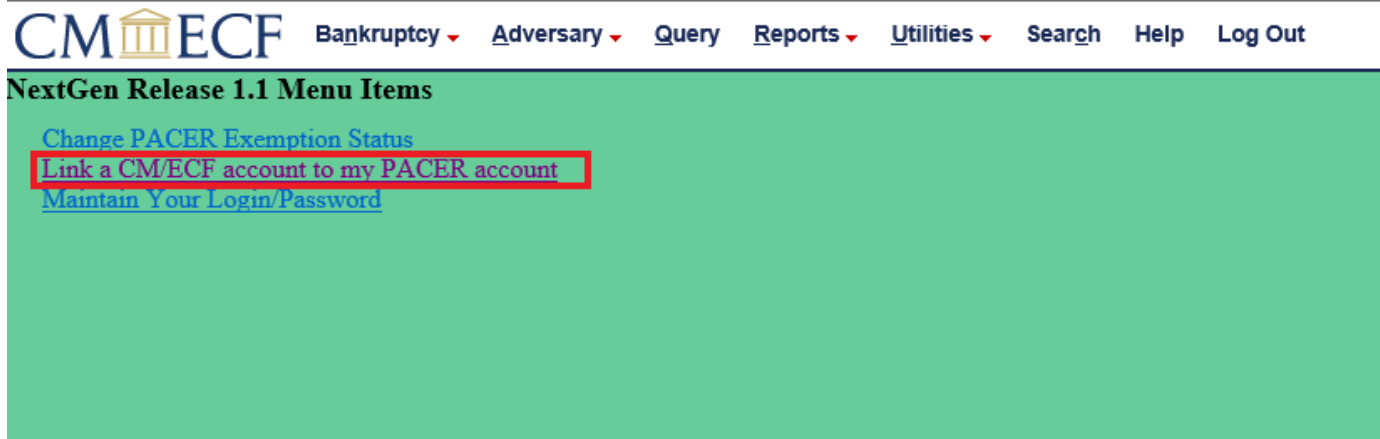 CM ECF Bankruptcy Adversary Query Reports Utilities Search Help Log Out
NextGen Release 1.1 Menu Items
Change PACER Exemption Status
Link a CM/ECF account to my PACER account
Maintain Your Login/Password